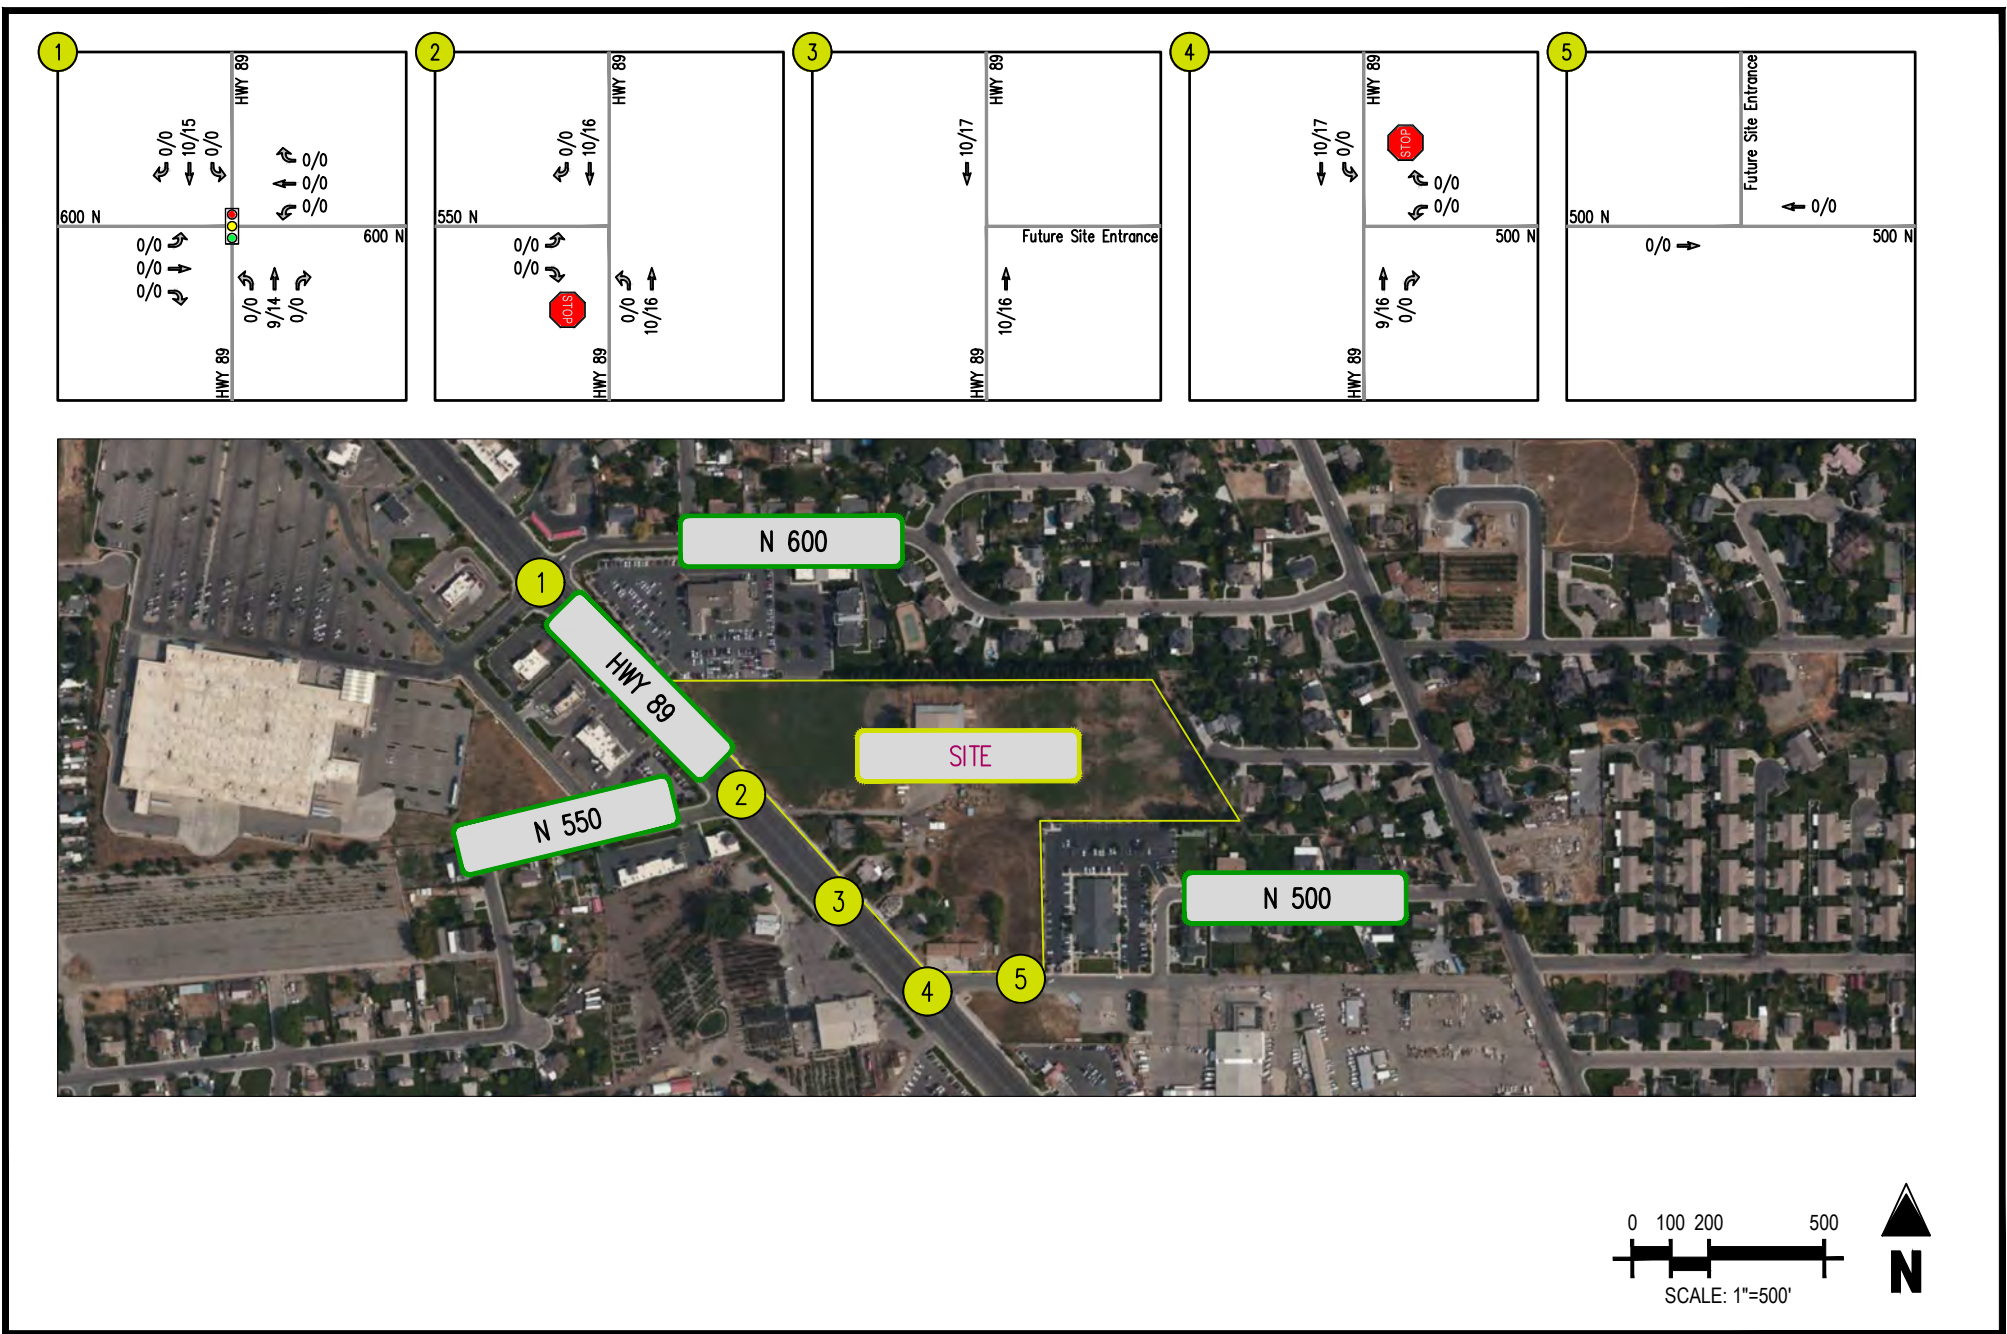 1
HWY 89
0/0
10/15
0/0
0/0
0/0
0/0
600 N
600 N
0/0
0/0
0/0
0/0
9/14
0/0
HWY 89
2
HWY 89
0/0
10/16
550 N
0/0
0/0
STOP
0/0
10/16
HWY 89
3
HWY 89
10/17
Future Site Entrance
10/16
HWY 89
4
HWY 89
10/17
0/0
STOP
0/0
0/0
500 N
9/16
0/0
HWY 89
5
Future Site Entrance
0/0
500 N
500 N
0/0
N 600
1
HWY 89
SITE
2
N 550
3
N 500
4
5
0 100 200 500
SCALE: 1"=500'
N